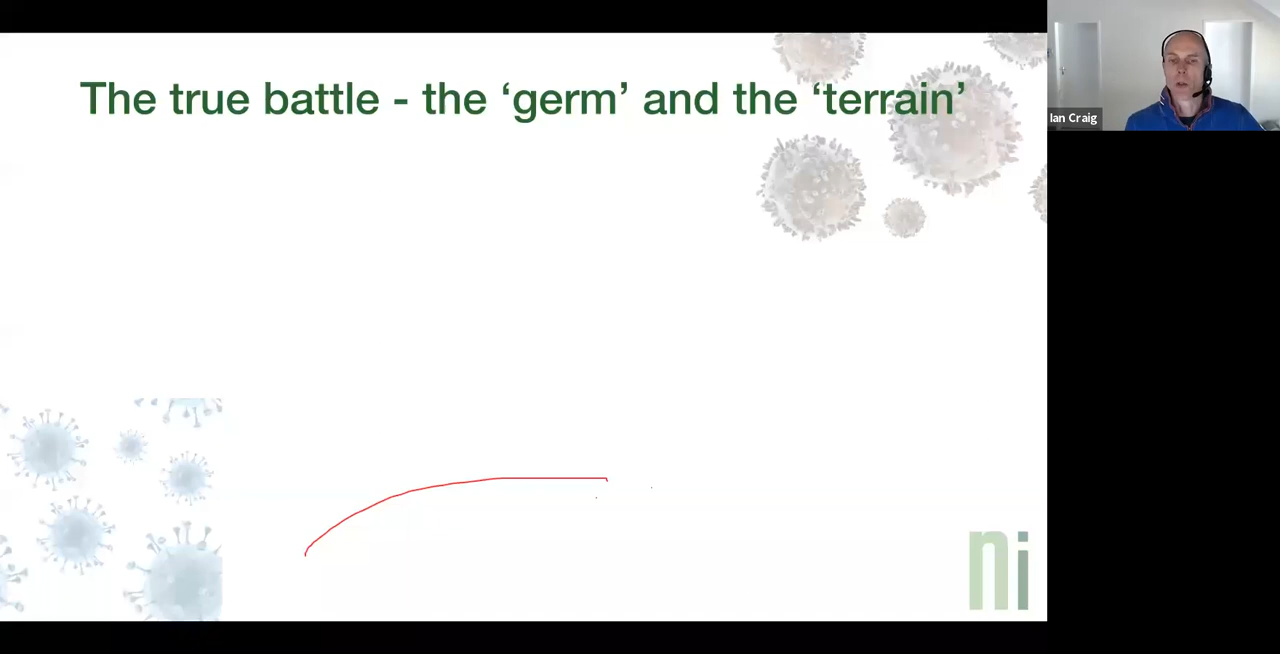 The true battle - the ‘germ’ and the ‘terrain’
Ian Craig
ni